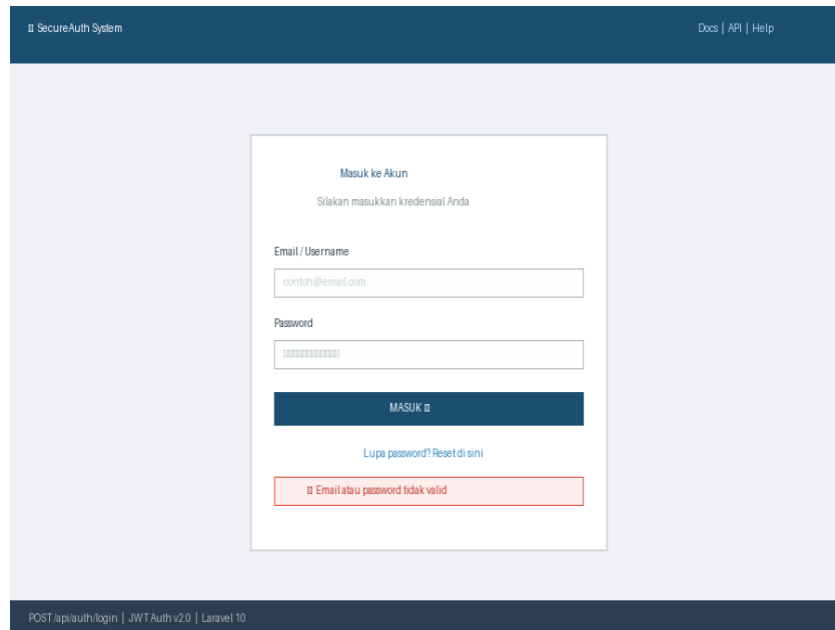 SecureAuth System
Docs | API | Help
Masuk ke Akun
Silakan masukkan kredensial Anda
Email / Username
contoh@email.com
Password
MASUK
Lupa password? Reset di sini
Email atau password tidak valid
POST /api/auth/login | JWT Auth v2.0 | Laravel 10